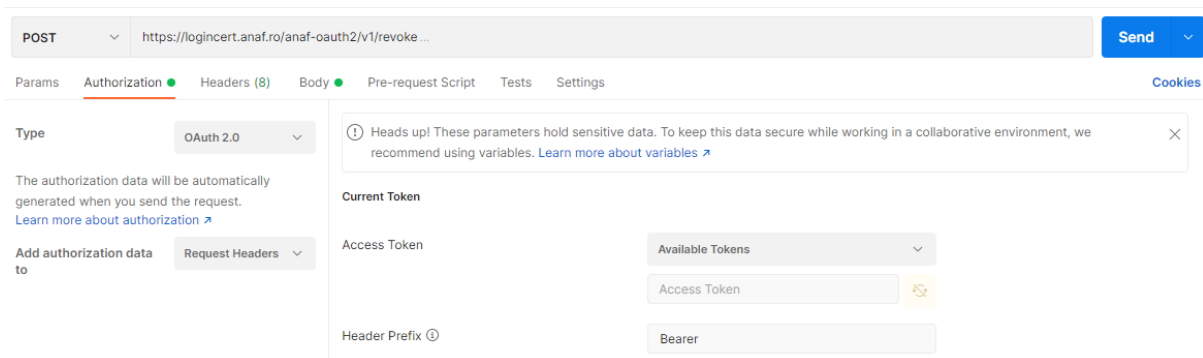 POST https://logincert.anaf.ro/anaf-oauth2/v1/revoke ... Send
Params Authorization Headers (8) Body Pre-request Script Tests Settings Cookies
Type OAuth 2.0
The authorization data will be automatically
generated when you send the request.
Learn more about authorization ↗
Add authorization data
to
Request Headers
Heads up! These parameters hold sensitive data. To keep this data secure while working in a collaborative environment, we
recommend using variables. Learn more about variables ↗
Current Token
Access Token Available Tokens
Access Token
Header Prefix Bearer